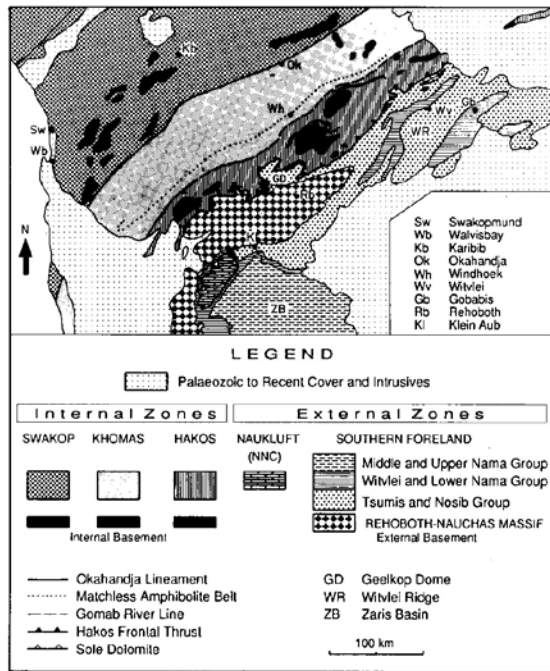 Kb
Ok
Wh
Wv
Gb
WR
Sw
Wb
GD
N
ZB
Sw Swakopmund
Wb Walvisbay
Kb Karibib
Ok Okahandja
Wh Windhoek
Wv Witvlei
Gb Gobabis
Rb Rehoboth
Kl Klein Aub
LEGEND
Palaeozoic to Recent Cover and Intrusives
Internal Zones
External Zones
SWAKOP
KHOMAS
HAKOS
NAUKLUFT
(NNC)
SOUTHERN FORELAND
Middle and Upper Nama Group
Witvlei and Lower Nama Group
Tsumis and Nosib Group
REHOBOTH-NAUCHAS MASSIF
External Basement
Internal Basement
Okahandja Lineament
Matchless Amphibolite Belt
Gomab River Line
Hakos Frontal Thrust
Sole Dolomite
GD Geelkop Dome
WR Witvlei Ridge
ZB Zaris Basin
100 km